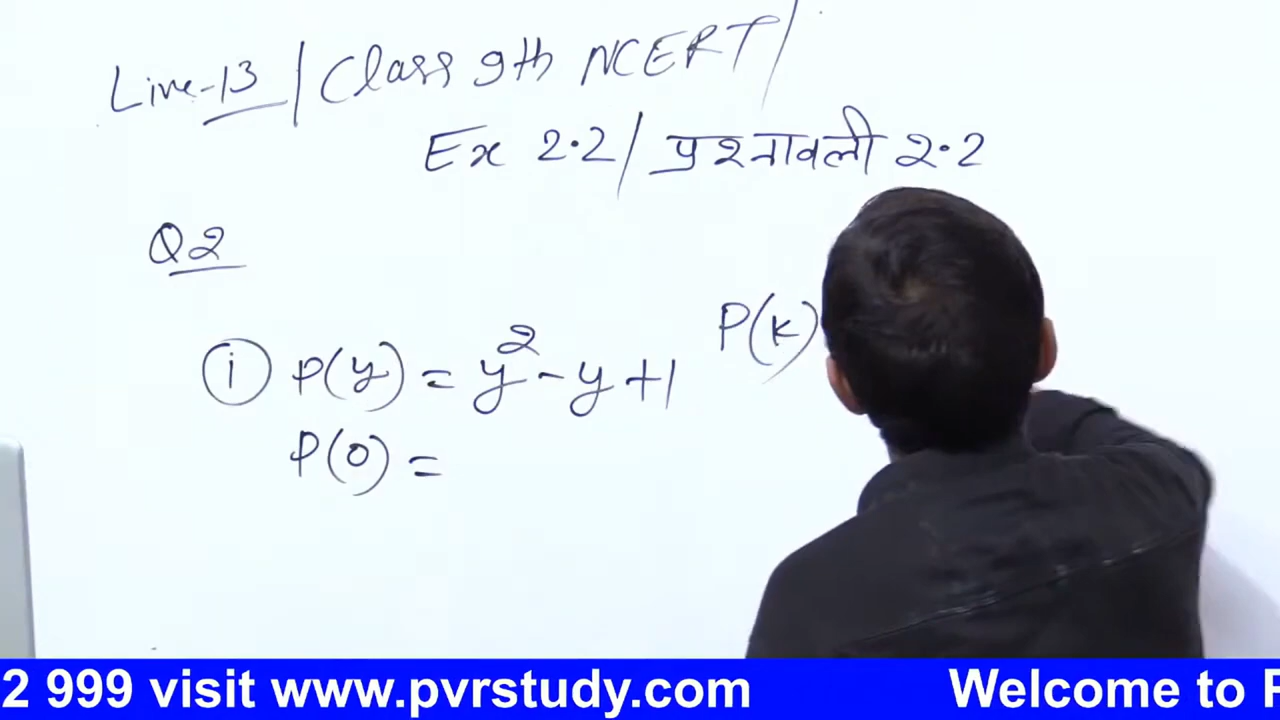 Live-13 / Class 9th NCERT /
Ex 2.2 / प्रश्नावली 2.2
Q2
i P(y) = y² - y + 1
P(k)
P(0) =
2 999 visit www.pvrstudy.com Welcome to